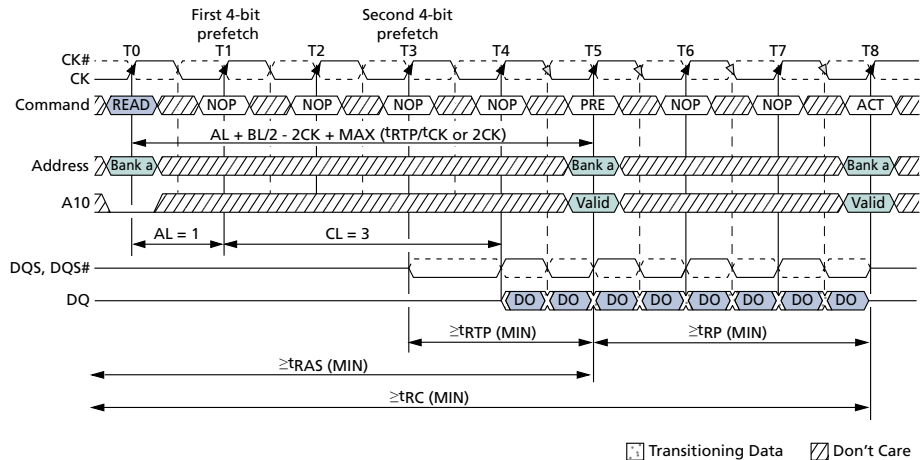 First 4-bit prefetch
Second 4-bit prefetch
T0 T1 T2 T3 T4 T5 T6 T7 T8
CK#
CK
Command READ NOP NOP NOP NOP PRE NOP NOP ACT
AL + BL/2 - 2CK + MAX (tRTP/tCK or 2CK)
Address Bank a Bank a Bank a
A10 Valid Valid
AL = 1 CL = 3
DQS, DQS#
DQ DO DO DO DO DO DO DO DO
≥tRTP (MIN) ≥tRP (MIN)
≥tRAS (MIN)
≥tRC (MIN)
Transitioning Data Don't Care